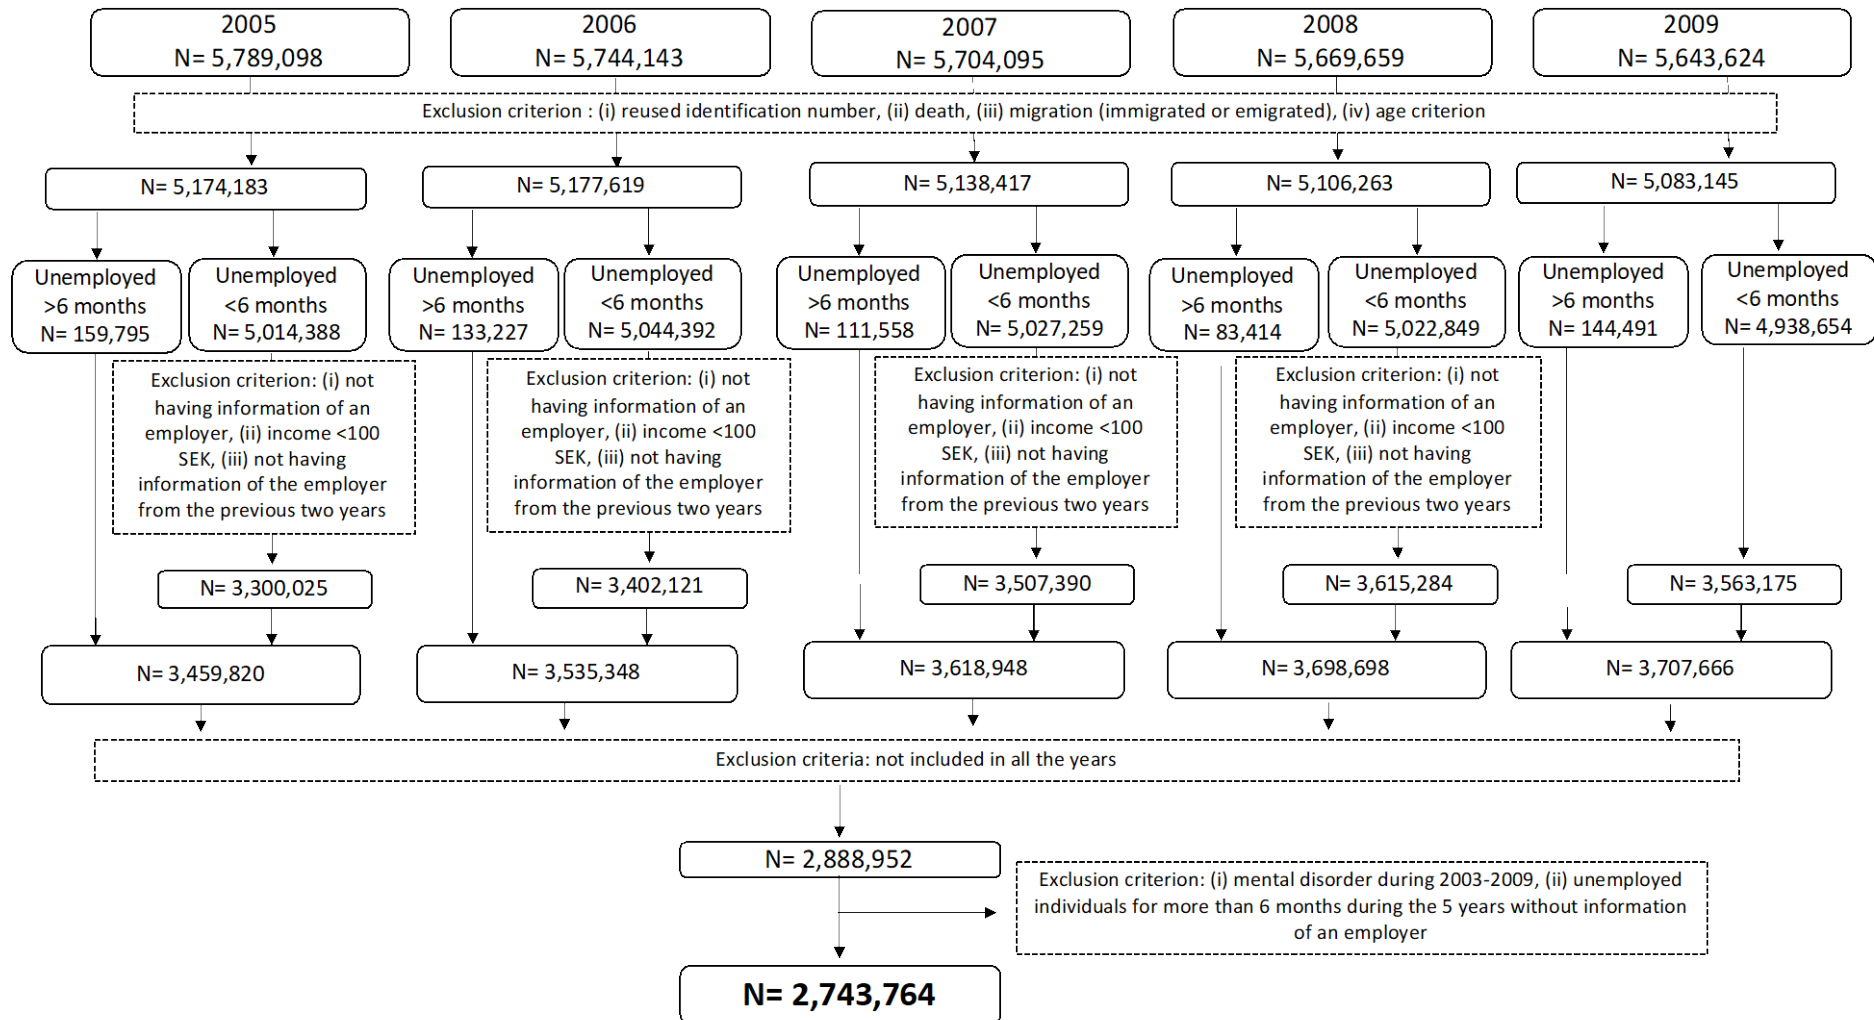 2005
N= 5,789,098
2006
N= 5,744,143
2007
N= 5,704,095
2008
N= 5,669,659
2009
N= 5,643,624
Exclusion criterion : (i) reused identification number, (ii) death, (iii) migration (immigrated or emigrated), (iv) age criterion
N= 5,174,183
N= 5,177,619
N= 5,138,417
N= 5,106,263
N= 5,083,145
Unemployed
>6 months
N= 159,795
Unemployed
<6 months
N= 5,014,388
Unemployed
>6 months
N= 133,227
Unemployed
<6 months
N= 5,044,392
Unemployed
>6 months
N= 111,558
Unemployed
<6 months
N= 5,027,259
Unemployed
>6 months
N= 83,414
Unemployed
<6 months
N= 5,022,849
Unemployed
>6 months
N= 144,491
Unemployed
<6 months
N= 4,938,654
Exclusion criterion: (i) not
having information of an
employer, (ii) income <100
SEK, (iii) not having
information of the employer
from the previous two years
Exclusion criterion: (i) not
having information of an
employer, (ii) income <100
SEK, (iii) not having
information of the employer
from the previous two years
Exclusion criterion: (i) not
having information of an
employer, (ii) income <100
SEK, (iii) not having
information of the employer
from the previous two years
Exclusion criterion: (i) not
having information of an
employer, (ii) income <100
SEK, (iii) not having
information of the employer
from the previous two years
N= 3,300,025
N= 3,402,121
N= 3,507,390
N= 3,615,284
N= 3,563,175
N= 3,459,820
N= 3,535,348
N= 3,618,948
N= 3,698,698
N= 3,707,666
Exclusion criteria: not included in all the years
N= 2,888,952
Exclusion criterion: (i) mental disorder during 2003-2009, (ii) unemployed
individuals for more than 6 months during the 5 years without information
of an employer
N= 2,743,764